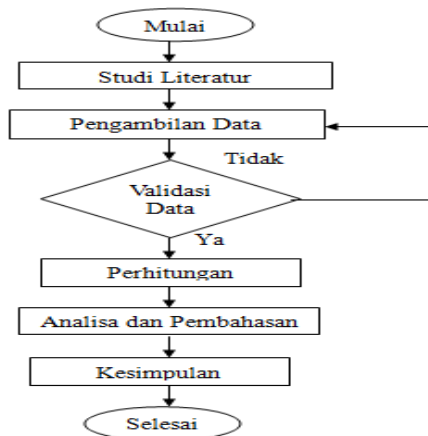 Mulai
Studi Literatur
Pengambilan Data
Tidak
Validasi
Data
Ya
Perhitungan
Analisa dan Pembahasan
Kesimpulan
Selesai